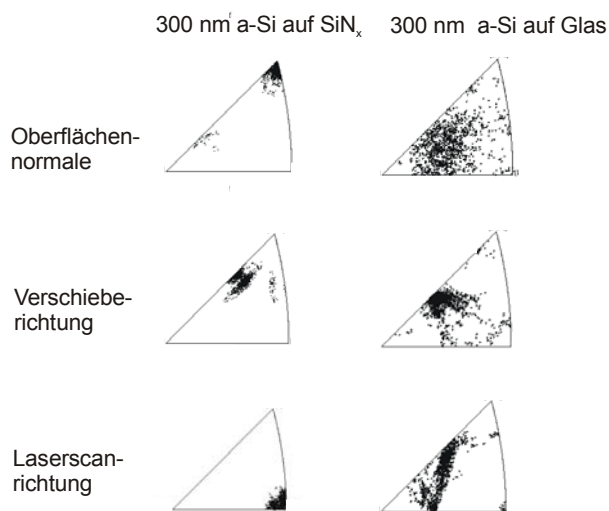 300 nm a-Si auf SiNx
300 nm a-Si auf Glas
Oberflächen-
normale
Verschiebe-
richtung
Laserscan-
richtung